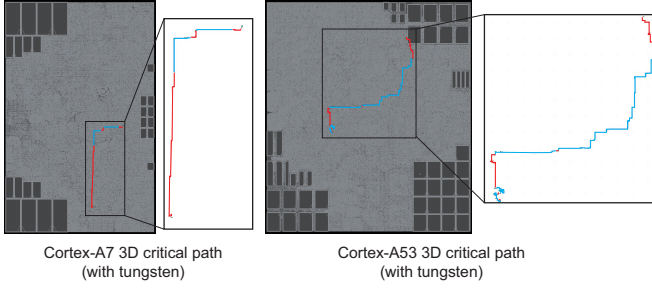 Cortex-A7 3D critical path
(with tungsten)
Cortex-A53 3D critical path
(with tungsten)